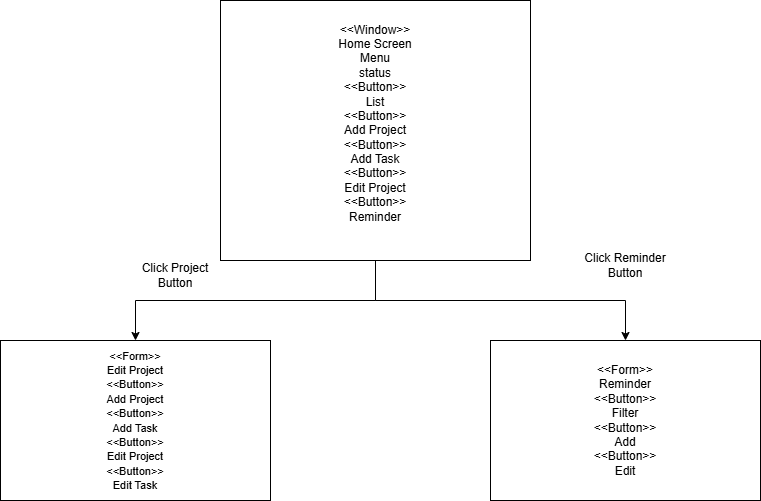 <<Window>>
Home Screen
Menu
status
<<Button>>
List
<<Button>>
Add Project
<<Button>>
Add Task
<<Button>>
Edit Project
<<Button>>
Reminder
Click Project
Button
Click Reminder
Button
<<Form>>
Edit Project
<<Button>>
Add Project
<<Button>>
Add Task
<<Button>>
Edit Project
<<Button>>
Edit Task
<<Form>>
Reminder
<<Button>>
Filter
<<Button>>
Add
<<Button>>
Edit